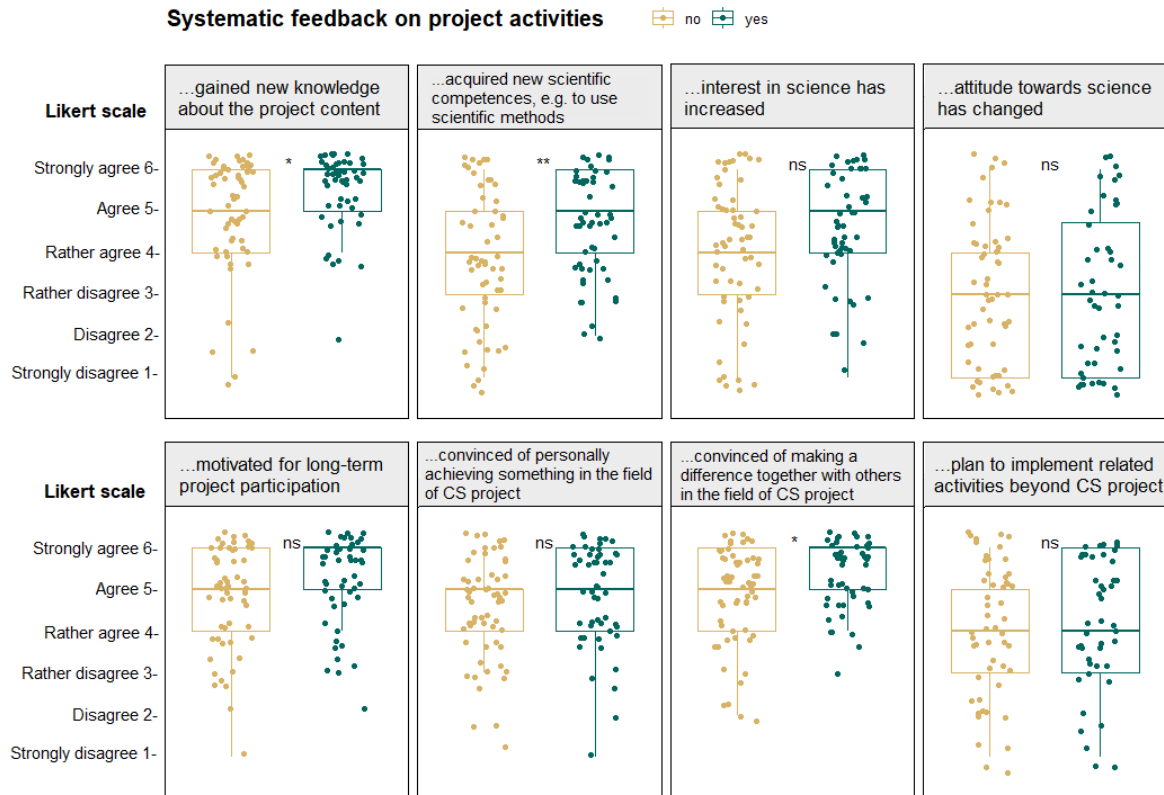 Systematic feedback on project activities
no yes
Likert scale
…gained new knowledge
about the project content
…acquired new scientific
competences, e.g. to use
scientific methods
…interest in science has
increased
…attitude towards science
has changed
Strongly agree 6-
Agree 5-
Rather agree 4-
Rather disagree 3-
Disagree 2-
Strongly disagree 1-
*
**
ns
ns
Likert scale
…motivated for long-term
project participation
...convinced of personally
achieving something in the field
of CS project
...convinced of making a
difference together with others
in the field of CS project
…plan to implement related
activities beyond CS project
Strongly agree 6-
Agree 5-
Rather agree 4-
Rather disagree 3-
Disagree 2-
Strongly disagree 1-
ns
ns
*
ns